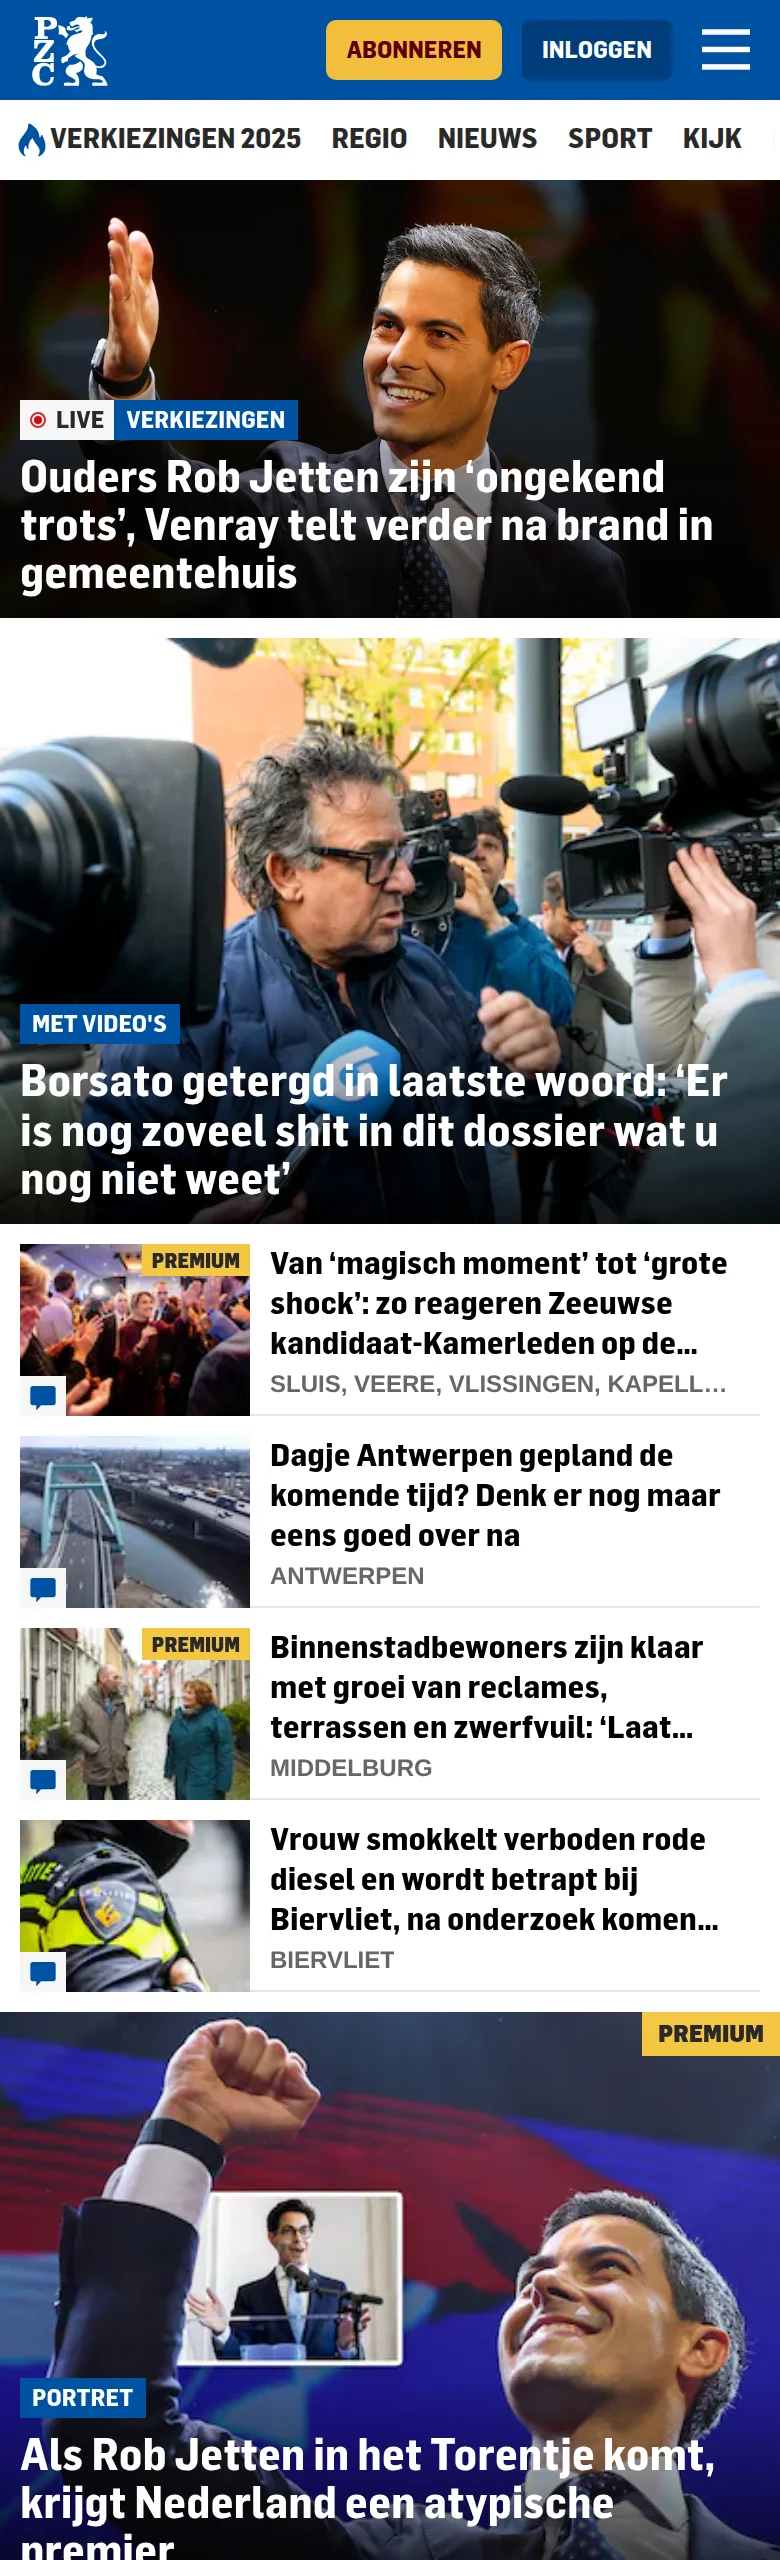 PZC
ABONNEREN
INLOGGEN
VERKIEZINGEN 2025 REGIO NIEUWS SPORT KIJK
LIVE VERKIEZINGEN
Ouders Rob Jetten zijn ‘ongekend
trots’, Venray telt verder na brand in
gemeentehuis
MET VIDEO'S
Borsato getergd in laatste woord: ‘Er
is nog zoveel shit in dit dossier wat u
nog niet weet’
PREMIUM
Van ‘magisch moment’ tot ‘grote
shock’: zo reageren Zeeuwse
kandidaat-Kamerleden op de...
SLUIS, VEERE, VLISSINGEN, KAPELL...
Dagje Antwerpen gepland de
komende tijd? Denk er nog maar
eens goed over na
ANTWERPEN
PREMIUM
Binnenstadbewoners zijn klaar
met groei van reclames,
terrassen en zwerfvuil: ‘Laat...
MIDDELBURG
Vrouw smokkelt verboden rode
diesel en wordt betrapt bij
Biervliet, na onderzoek komen...
BIERVLIET
PREMIUM
PORTRET
Als Rob Jetten in het Torentje komt,
krijgt Nederland een atypische
premier